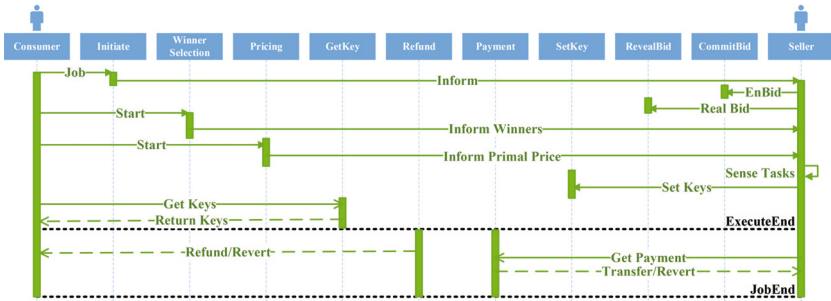 Consumer
Initiate
Winner
Selection
Pricing
GetKey
Refund
Payment
SetKey
RevealBid
CommitBid
Seller
Job
Inform
EnBid
Real Bid
Start
Inform Winners
Start
Inform Primal Price
Sense Tasks
Set Keys
Get Keys
Return Keys
ExecuteEnd
Refund/Revert
Get Payment
Transfer/Revert
JobEnd